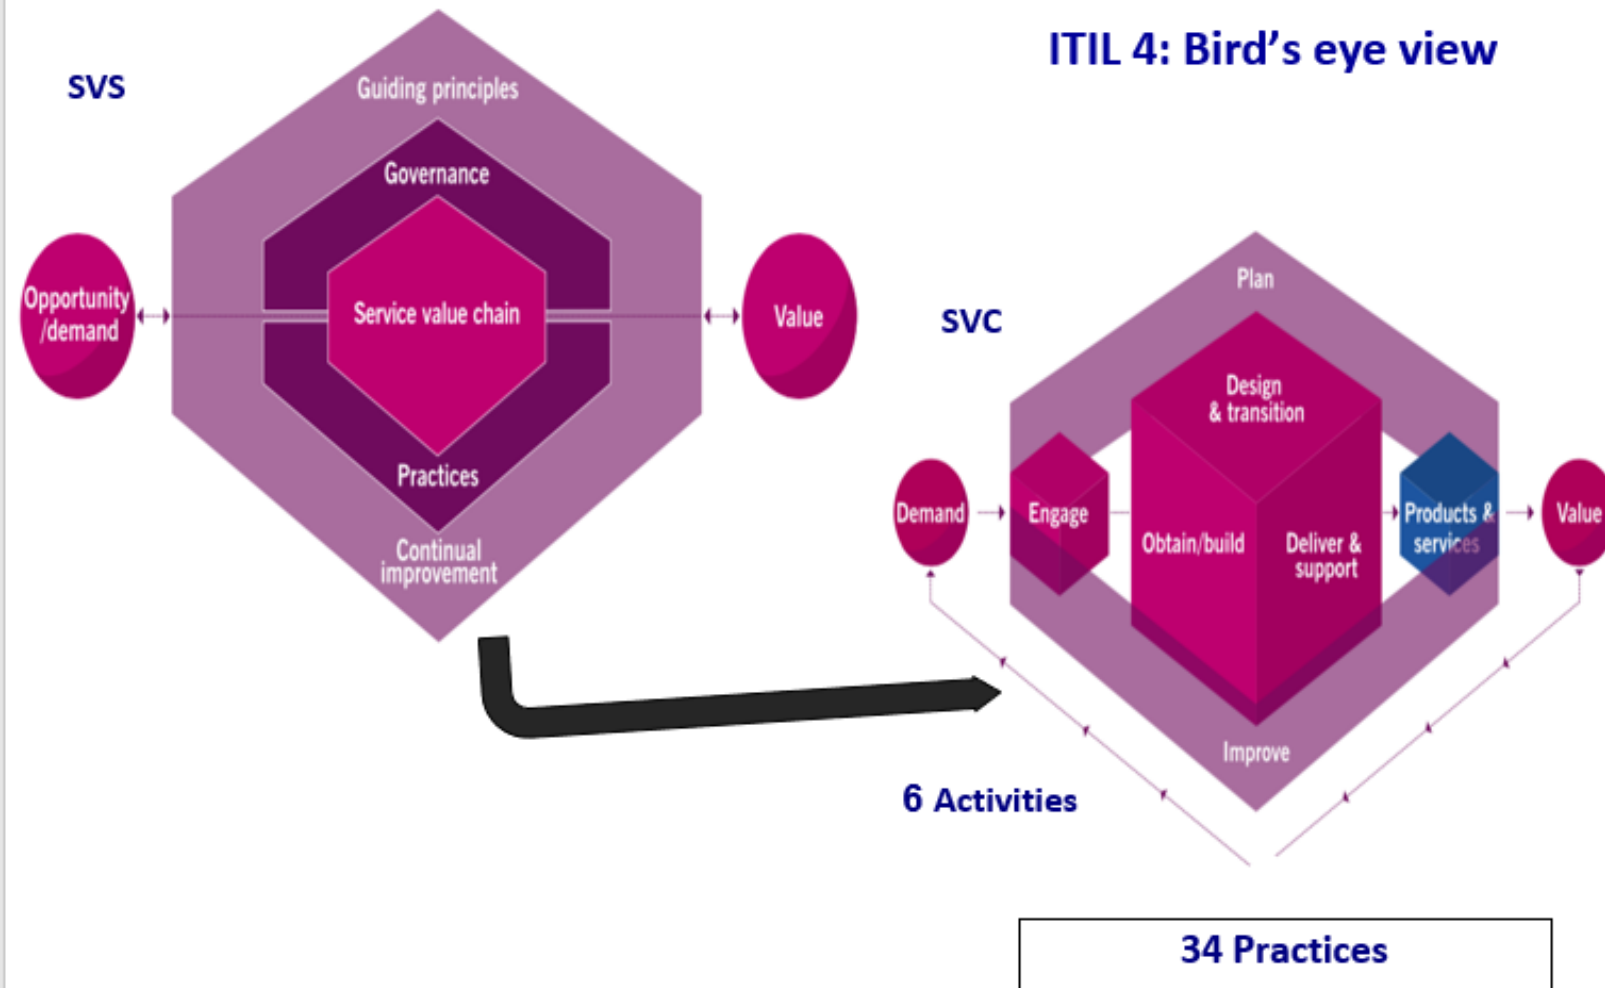 ITIL 4: Bird's eye view
SVS
Guiding principles
Governance
Opportunity
/demand
Service value chain
Value
Practices
Continual
improvement
SVC
Plan
Design
& transition
Demand
Engage
Obtain/build
Deliver &
support
Products &
services
Value
Improve
6 Activities
34 Practices